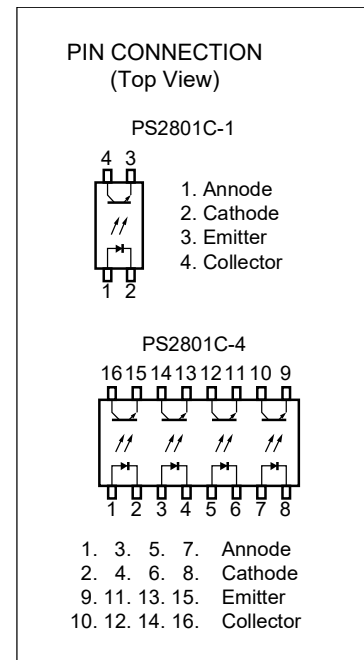 PIN CONNECTION
(Top View)
PS2801C-1
4 3
1. Annode
2. Cathode
3. Emitter
4. Collector
1 2
PS2801C-4
16 15 14 13 12 11 10 9
1 2 3 4 5 6 7 8
1. 3. 5. 7. Annode
2. 4. 6. 8. Cathode
9. 11. 13. 15. Emitter
10. 12. 14. 16. Collector